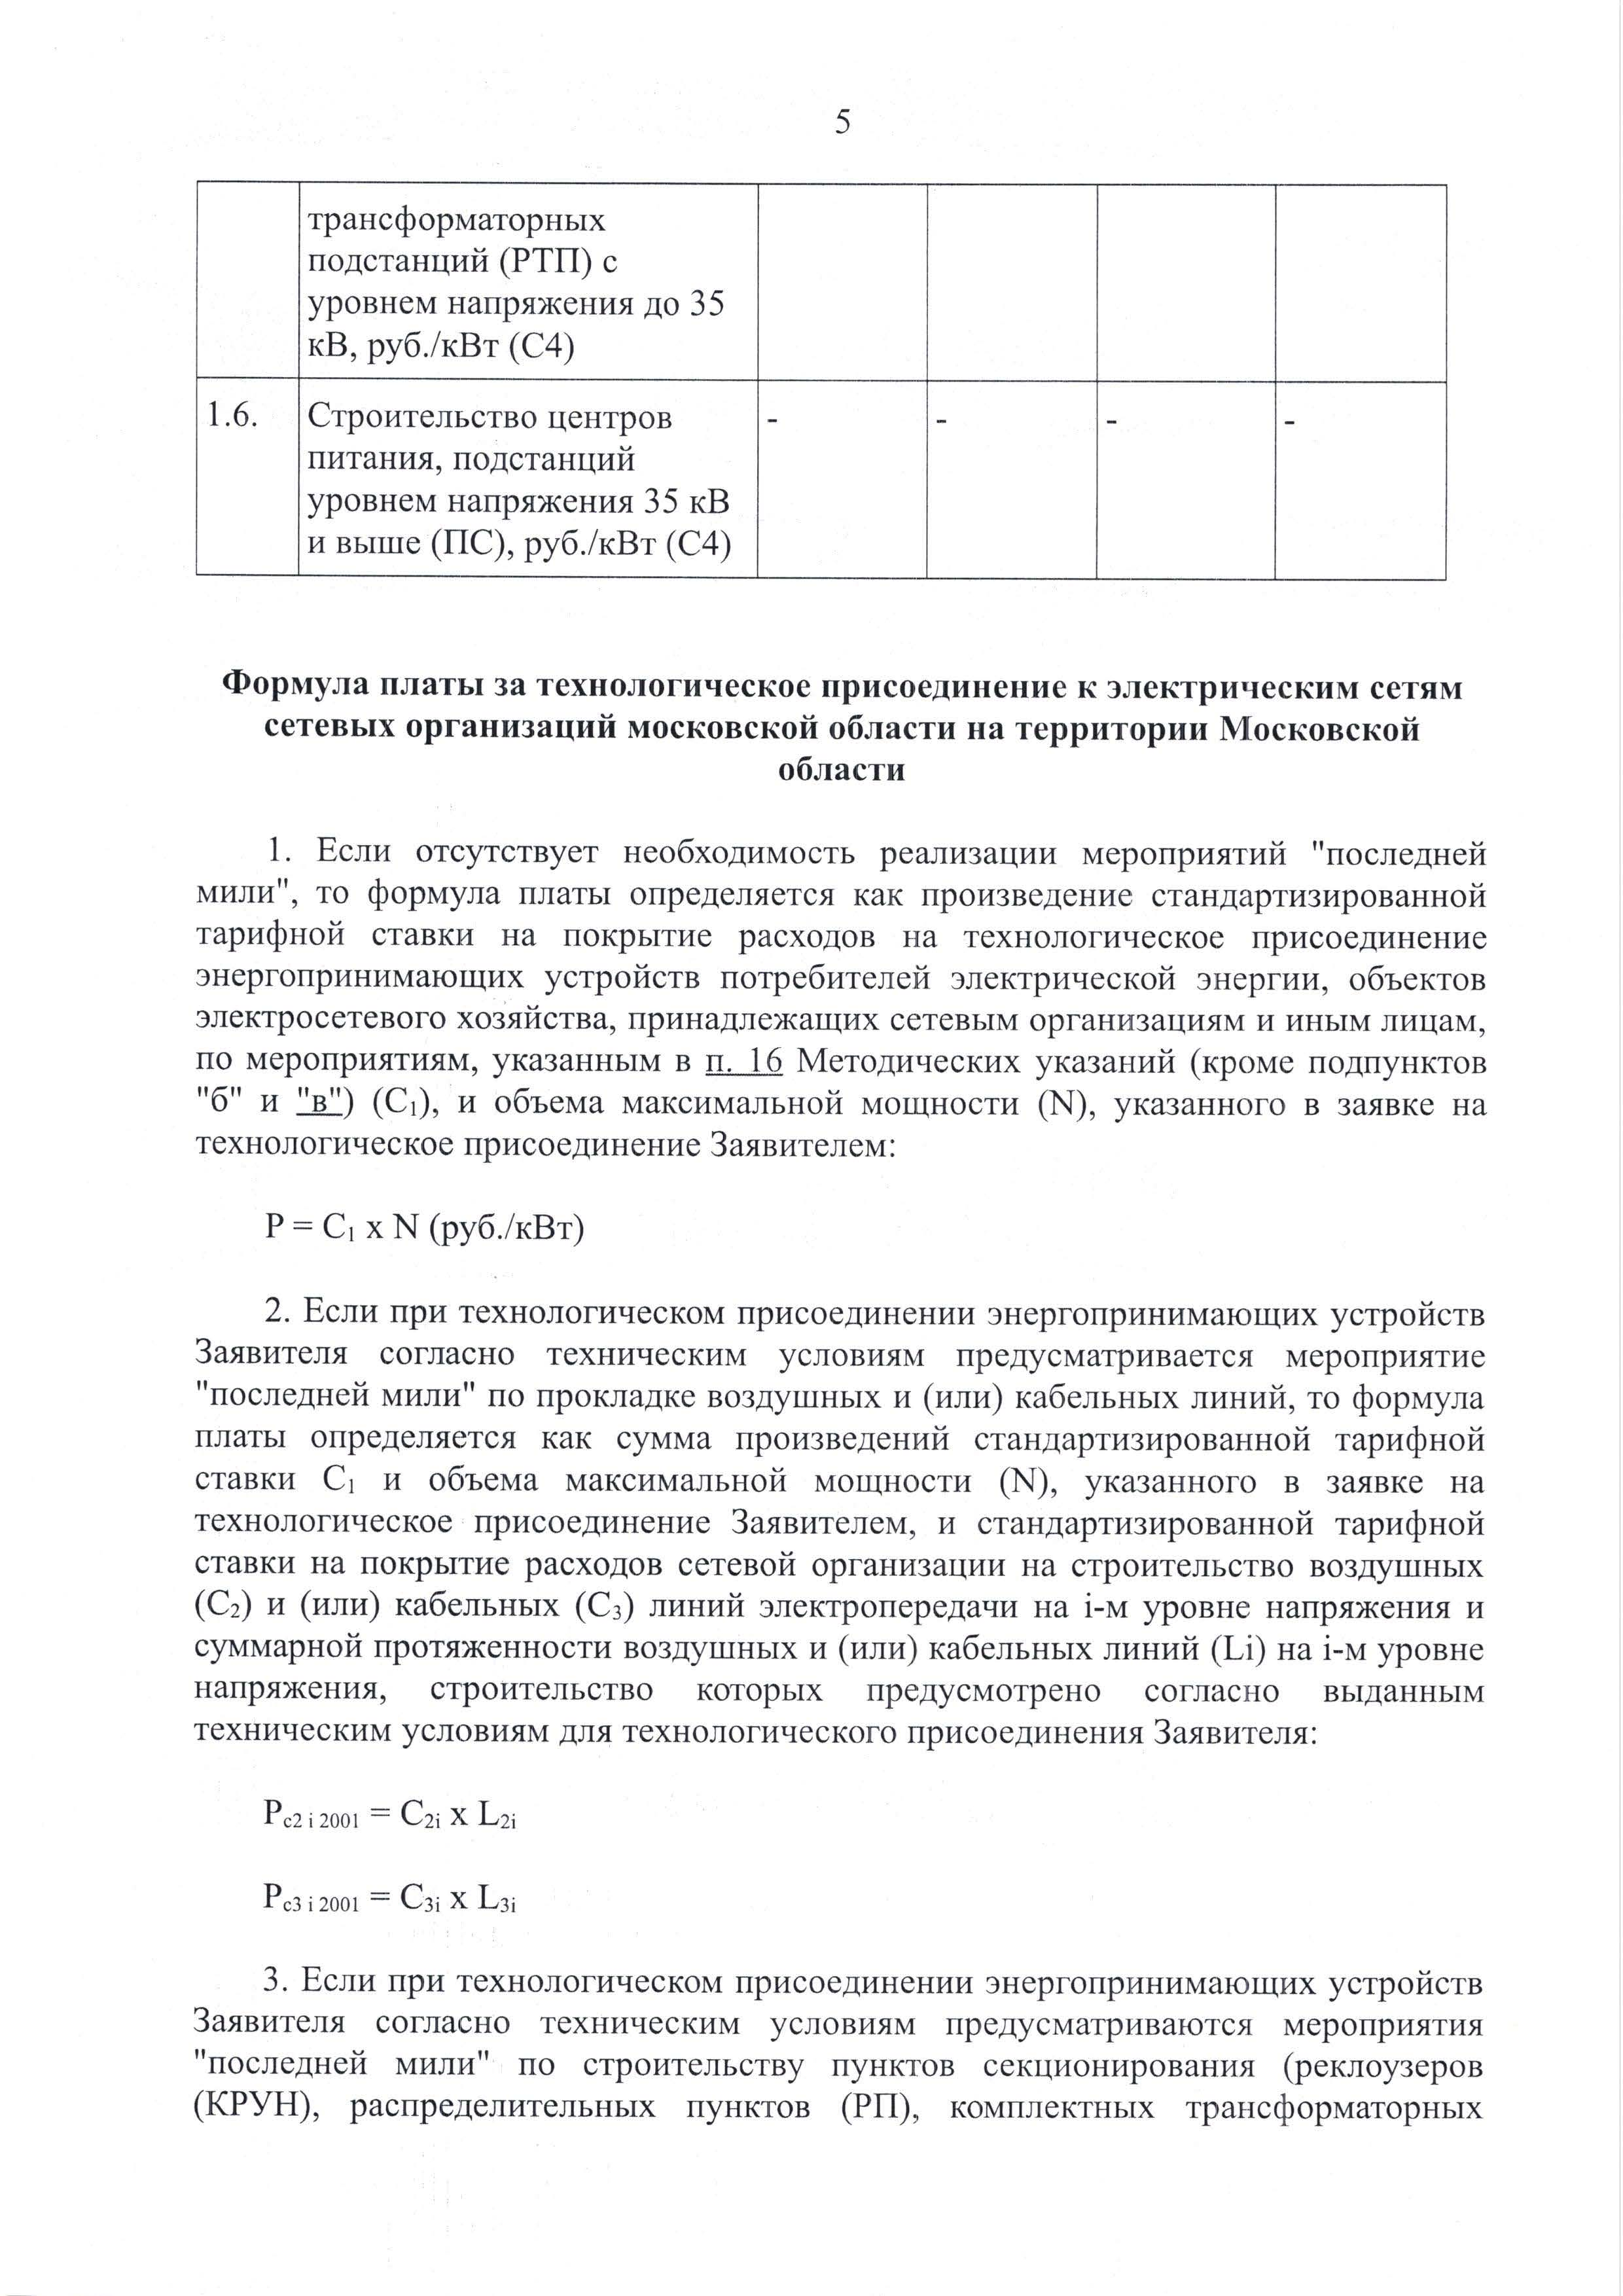 5
трансформаторных
подстанций (РТП) с
уровнем напряжения до 35
кВ, руб./кВт (С4)
1.6. Строительство центров - - - -
питания, подстанций
уровнем напряжения 35 кВ
и выше (ПС), руб./кВт (С4)
Формула платы за технологическое присоединение к электрическим сетям
сетевых организаций московской области на территории Московской
области
1. Если отсутствует необходимость реализации мероприятий "последней
мили", то формула платы определяется как произведение стандартизированной
тарифной ставки на покрытие расходов на технологическое присоединение
энергопринимающих устройств потребителей электрической энергии, объектов
электросетевого хозяйства, принадлежащих сетевым организациям и иным лицам,
по мероприятиям, указанным в п. 16 Методических указаний (кроме подпунктов
"б" и "в") (С₁), и объема максимальной мощности (N), указанного в заявке на
технологическое присоединение Заявителем:
Р = С₁ х N (руб./кВт)
2. Если при технологическом присоединении энергопринимающих устройств
Заявителя согласно техническим условиям предусматривается мероприятие
"последней мили" по прокладке воздушных и (или) кабельных линий, то формула
платы определяется как сумма произведений стандартизированной тарифной
ставки С₁ и объема максимальной мощности (N), указанного в заявке на
технологическое присоединение Заявителем, и стандартизированной тарифной
ставки на покрытие расходов сетевой организации на строительство воздушных
(С₂) и (или) кабельных (С₃) линий электропередачи на i-м уровне напряжения и
суммарной протяженности воздушных и (или) кабельных линий (Li) на i-м уровне
напряжения, строительство которых предусмотрено согласно выданным
техническим условиям для технологического присоединения Заявителя:
Рс2 i 2001 = С2i х L2i
Рс3 i 2001 = С3i х L3i
3. Если при технологическом присоединении энергопринимающих устройств
Заявителя согласно техническим условиям предусматриваются мероприятия
"последней мили" по строительству пунктов секционирования (реклоузеров
(КРУН), распределительных пунктов (РП), комплектных трансформаторных